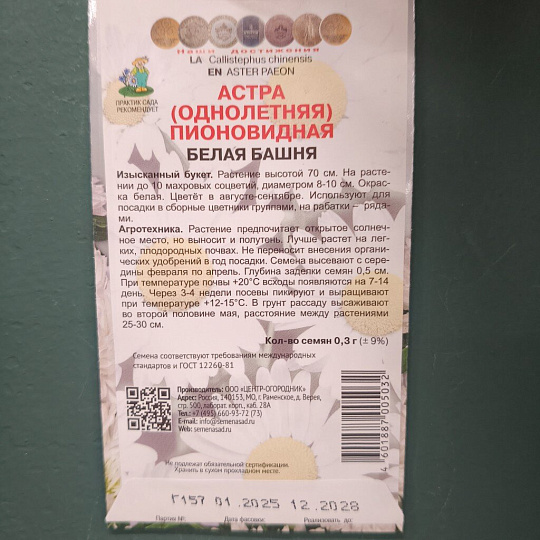 Наши Достижения
LA Callistephus chinensis
EN ASTER PAEON
ПРАКТИК САДА
РЕКОМЕНДУЕТ
АСТРА
(ОДНОЛЕТНЯЯ)
ПИОНОВИДНАЯ
БЕЛАЯ БАШНЯ
Изысканный букет. Растение высотой 70 см. На расте-
нии до 10 махровых соцветий, диаметром 8-10 см. Окрас-
ка белая. Цветёт в августе-сентябре. Используют для
посадки в сборные цветники группами, на рабатки – ряда-
ми.
Агротехника. Растение предпочитает открытое солнеч-
ное место, но выносит и полутень. Лучше растет на лег-
ких, плодородных почвах. Не переносит внесения органи-
ческих удобрений в год посадки. Семена высевают с сере-
дины февраля по апрель. Глубина заделки семян 0,5 см.
При температуре почвы +20°С всходы появляются на 7-14
день. Через 3-4 недели посевы пикируют и выращивают
при температуре +12-15°С. В грунт рассаду высаживают
во второй половине мая, расстояние между растениями
25-30 см.
Кол-во семян 0,3 г (± 9%)
Семена соответствуют требованиям международных
стандартов и ГОСТ 12260-81
Производитель: ООО «ЦЕНТР-ОГОРОДНИК»
Адрес: Россия, 140153, МО, г. Раменское, д. Верея,
стр. 500, лаборат. корп., каб. 28А
Тел.: +7 (495) 660-93-72 (73)
E-mail: info@semenasad.ru
Web: semenasad.ru
4 601887 005032
Не подлежат обязательной сертификации.
Хранить в сухом прохладном месте.
Г157 01.2025 12.2028
Партия №: Дата фасовки: Реализовать до: